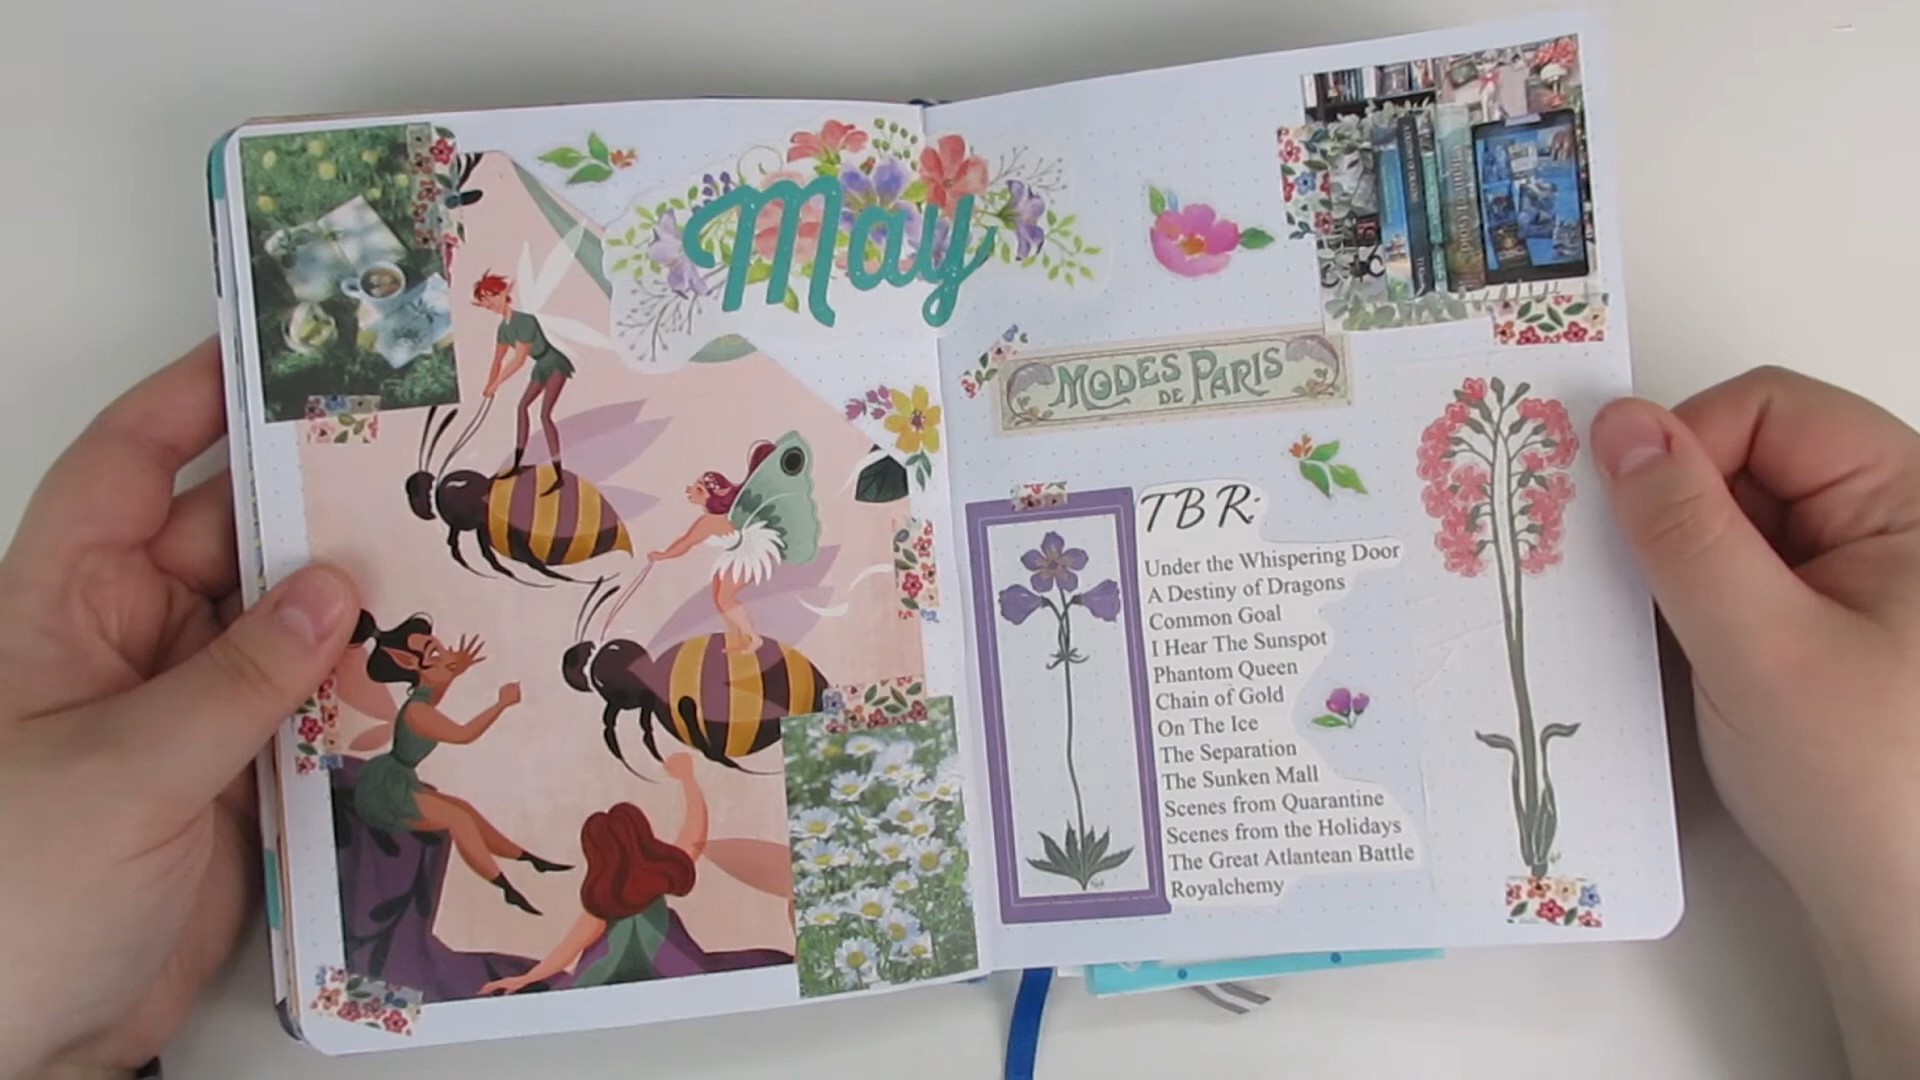 May
MODES
DE PARIS
TBR:
Under the Whispering Door
A Destiny of Dragons
Common Goal
I Hear The Sunspot
Phantom Queen
Chain of Gold
On The Ice
The Separation
The Sunken Mall
Scenes from Quarantine
Scenes from the Holidays
The Great Atlantean Battle
Royalchemy